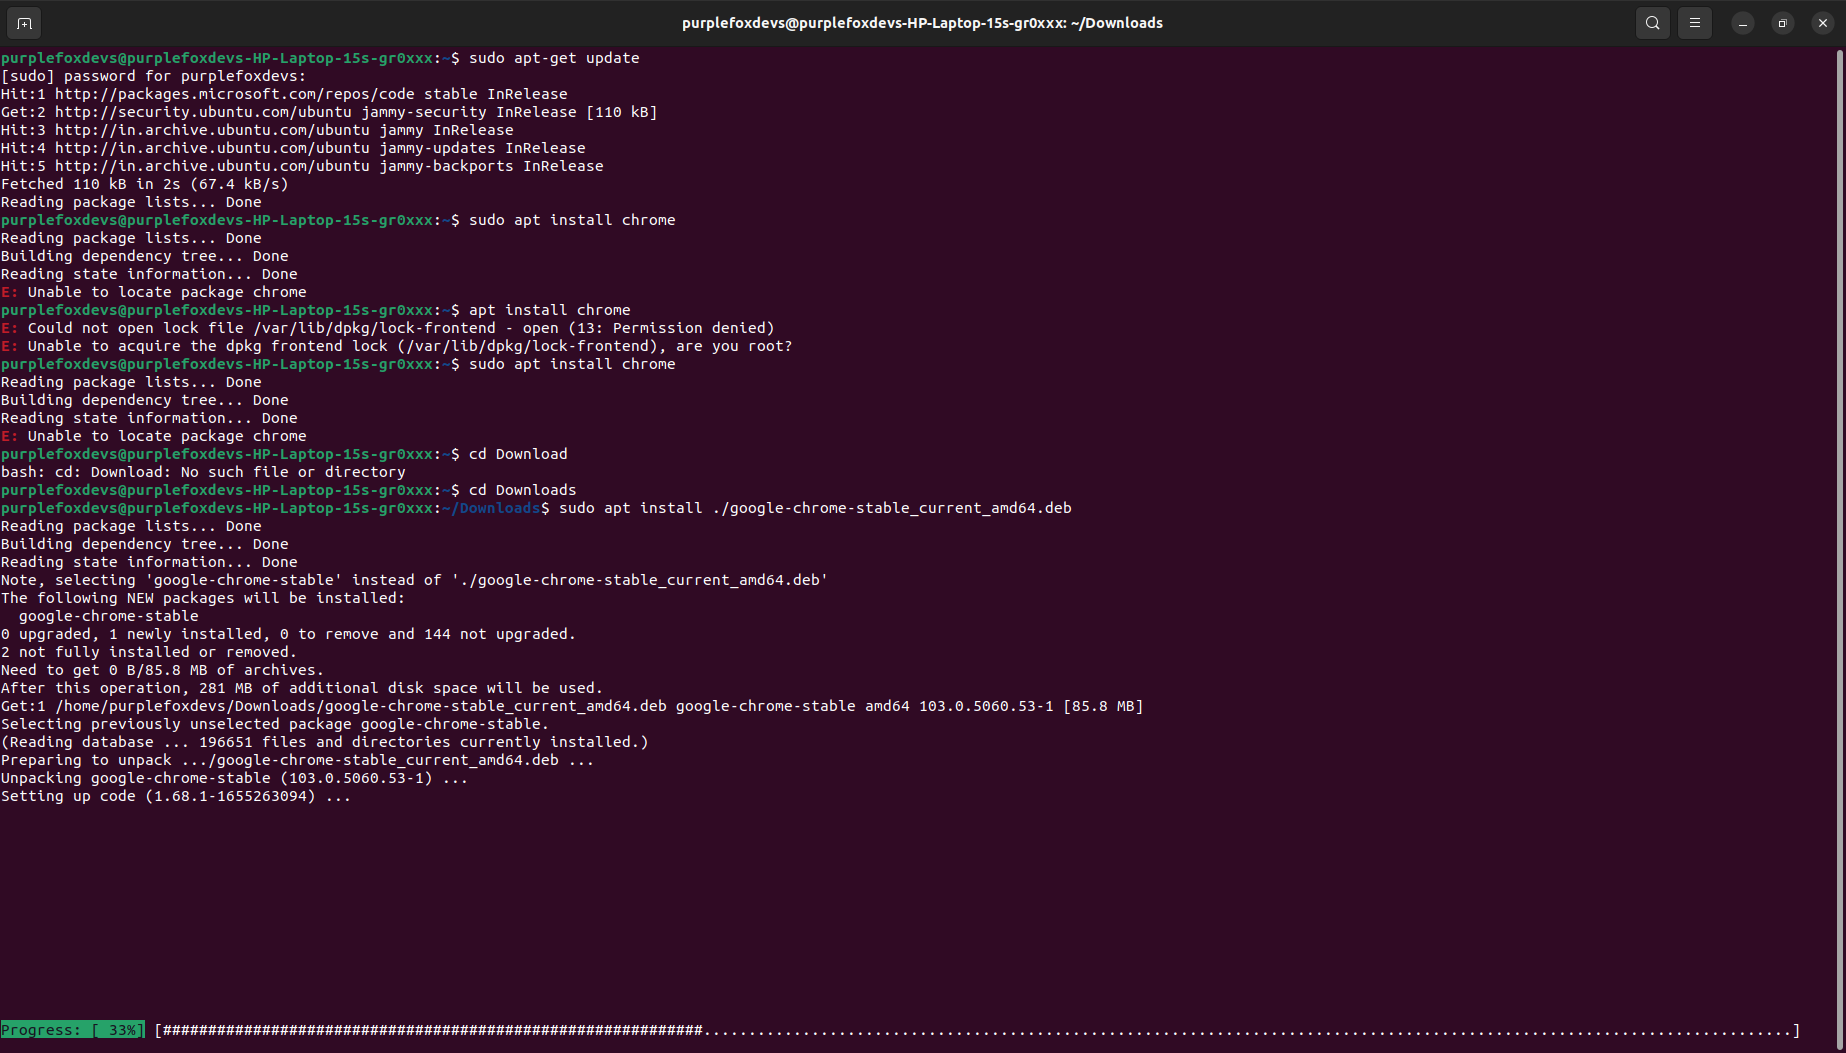 purplefoxdevs@purplefoxdevs-HP-Laptop-15s-gr0xxx: ~/Downloads
purplefoxdevs@purplefoxdevs-HP-Laptop-15s-gr0xxx:~$ sudo apt-get update
[sudo] password for purplefoxdevs:
Hit:1 http://packages.microsoft.com/repos/code stable InRelease
Get:2 http://security.ubuntu.com/ubuntu jammy-security InRelease [110 kB]
Hit:3 http://in.archive.ubuntu.com/ubuntu jammy InRelease
Hit:4 http://in.archive.ubuntu.com/ubuntu jammy-updates InRelease
Hit:5 http://in.archive.ubuntu.com/ubuntu jammy-backports InRelease
Fetched 110 kB in 2s (67.4 kB/s)
Reading package lists... Done
purplefoxdevs@purplefoxdevs-HP-Laptop-15s-gr0xxx:~$ sudo apt install chrome
Reading package lists... Done
Building dependency tree... Done
Reading state information... Done
E: Unable to locate package chrome
purplefoxdevs@purplefoxdevs-HP-Laptop-15s-gr0xxx:~$ apt install chrome
E: Could not open lock file /var/lib/dpkg/lock-frontend - open (13: Permission denied)
E: Unable to acquire the dpkg frontend lock (/var/lib/dpkg/lock-frontend), are you root?
purplefoxdevs@purplefoxdevs-HP-Laptop-15s-gr0xxx:~$ sudo apt install chrome
Reading package lists... Done
Building dependency tree... Done
Reading state information... Done
E: Unable to locate package chrome
purplefoxdevs@purplefoxdevs-HP-Laptop-15s-gr0xxx:~$ cd Download
bash: cd: Download: No such file or directory
purplefoxdevs@purplefoxdevs-HP-Laptop-15s-gr0xxx:~$ cd Downloads
purplefoxdevs@purplefoxdevs-HP-Laptop-15s-gr0xxx:~/Downloads$ sudo apt install ./google-chrome-stable_current_amd64.deb
Reading package lists... Done
Building dependency tree... Done
Reading state information... Done
Note, selecting 'google-chrome-stable' instead of './google-chrome-stable_current_amd64.deb'
The following NEW packages will be installed:
  google-chrome-stable
0 upgraded, 1 newly installed, 0 to remove and 144 not upgraded.
2 not fully installed or removed.
Need to get 0 B/85.8 MB of archives.
After this operation, 281 MB of additional disk space will be used.
Get:1 /home/purplefoxdevs/Downloads/google-chrome-stable_current_amd64.deb google-chrome-stable amd64 103.0.5060.53-1 [85.8 MB]
Selecting previously unselected package google-chrome-stable.
(Reading database ... 196651 files and directories currently installed.)
Preparing to unpack .../google-chrome-stable_current_amd64.deb ...
Unpacking google-chrome-stable (103.0.5060.53-1) ...
Setting up code (1.68.1-1655263094) ...
Progress: [ 33%] [############################################################.........................................................................................................................]